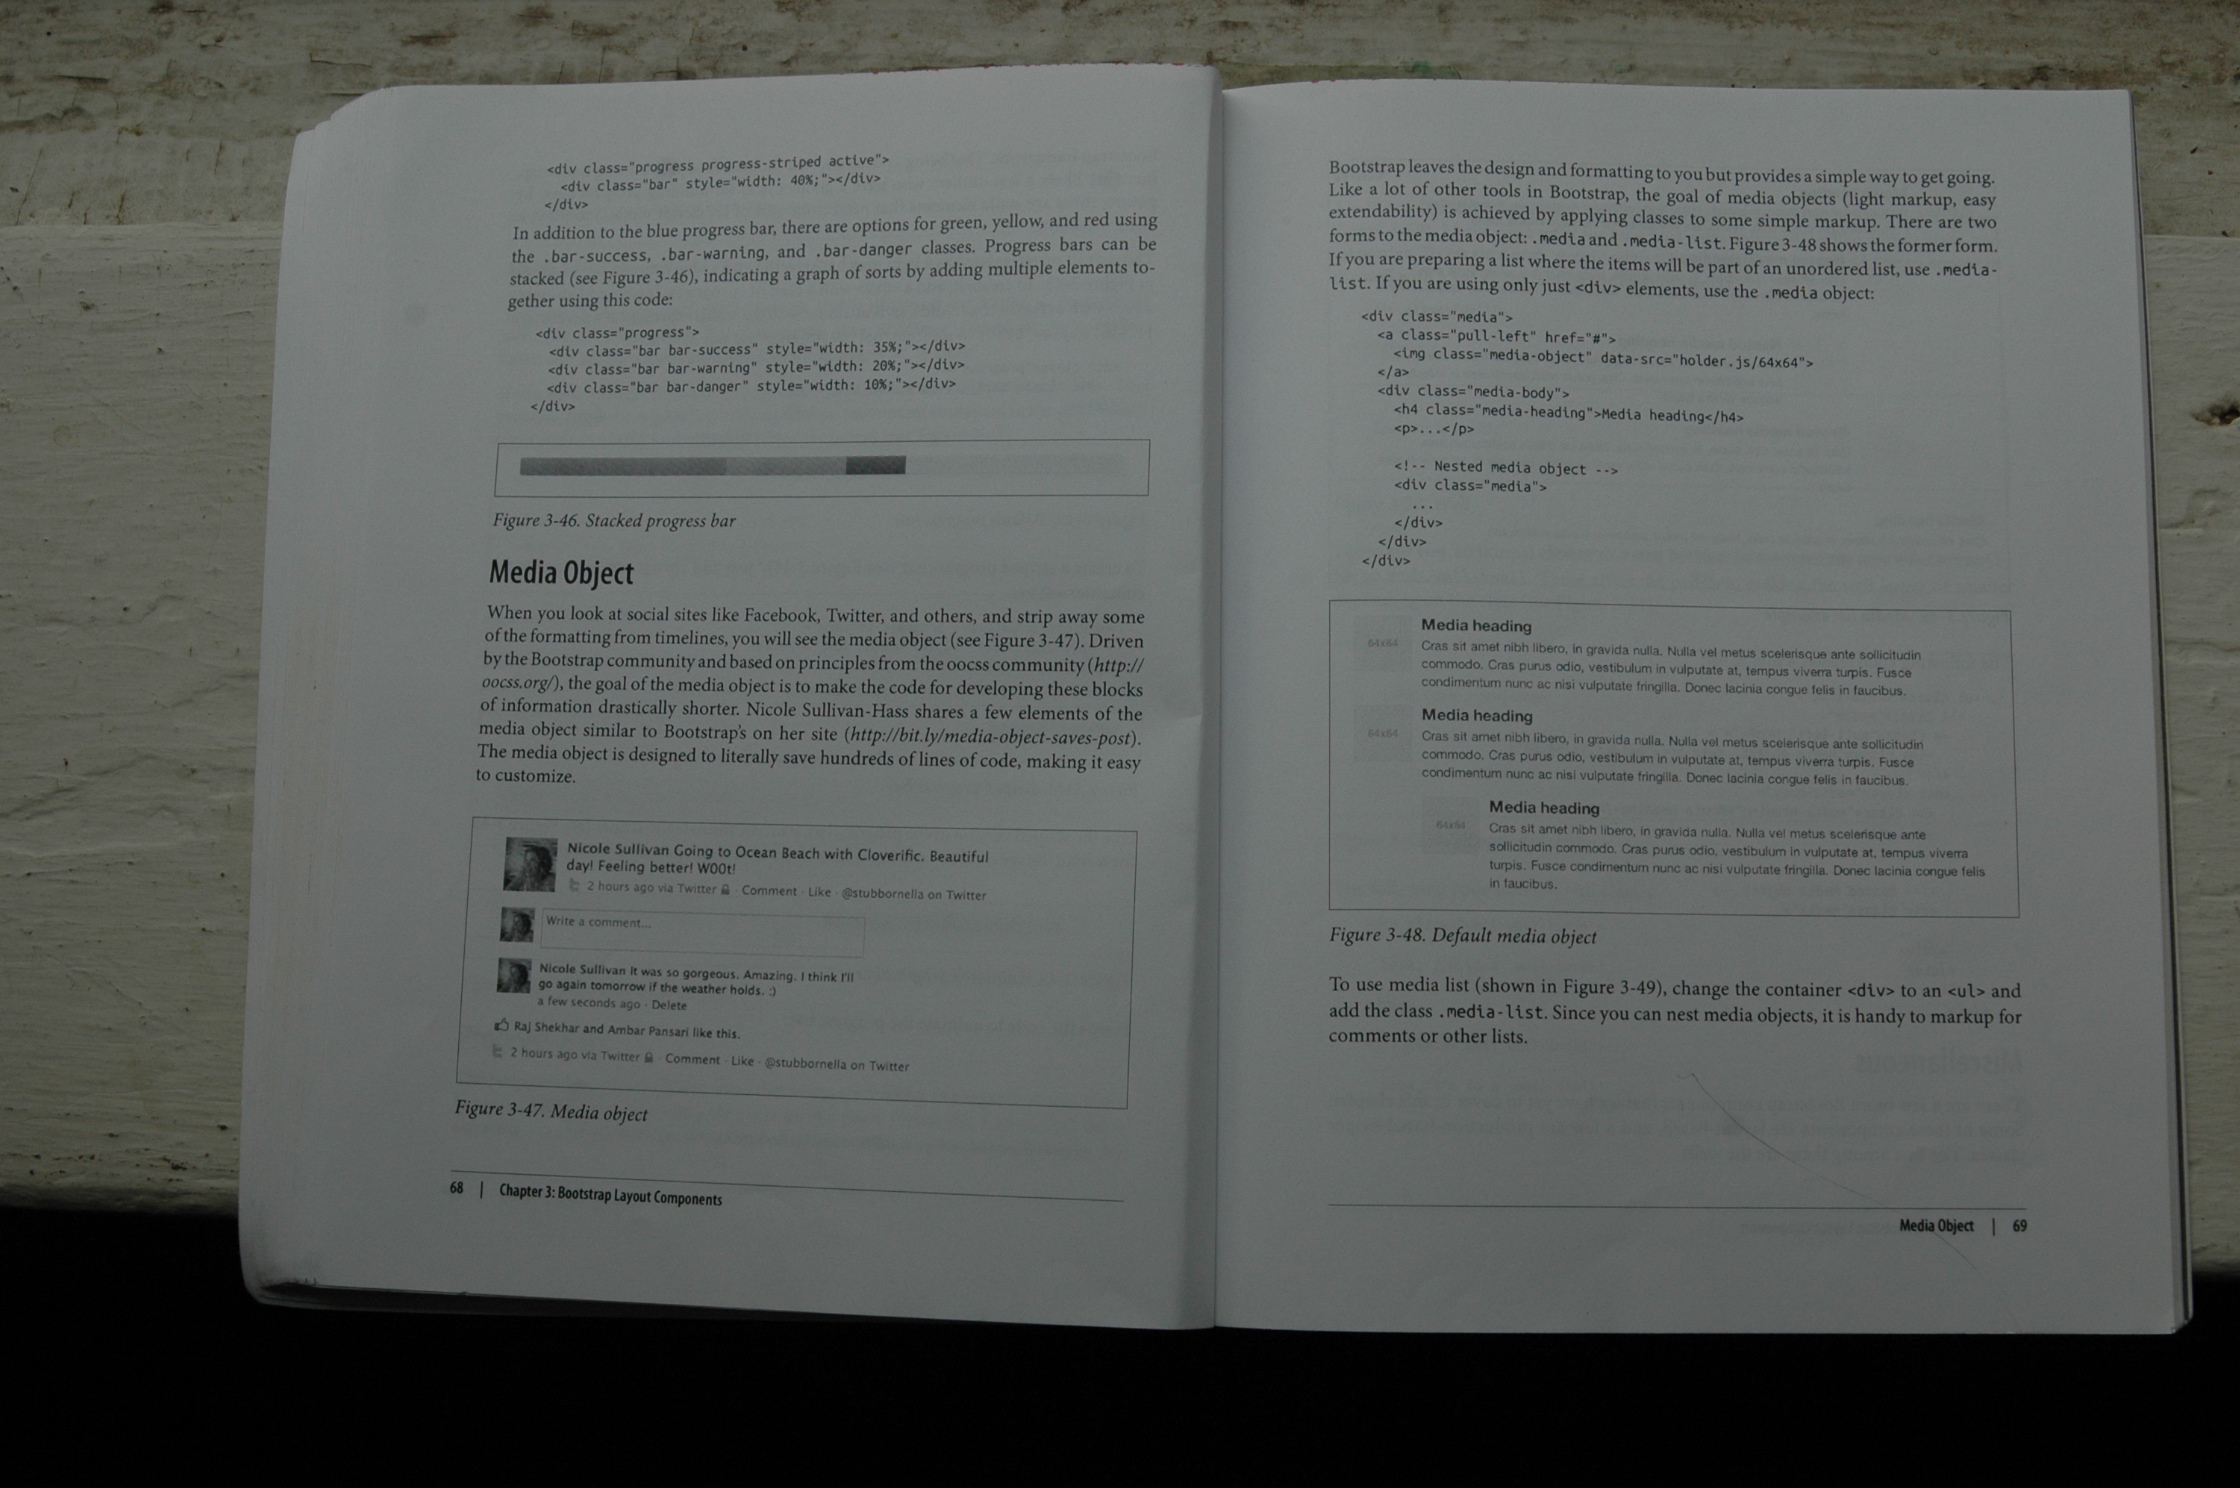 <div class="progress progress-striped active">
<div class="bar" style="width: 40%;"></div>
</div>
In addition to the blue progress bar, there are options for green, yellow, and red using
the .bar-success, .bar-warning, and .bar-danger classes. Progress bars can be
stacked (see Figure 3-46), indicating a graph of sorts by adding multiple elements to-
gether using this code:
<div class="progress">
<div class="bar bar-success" style="width: 35%;"></div>
<div class="bar bar-warning" style="width: 20%;"></div>
<div class="bar bar-danger" style="width: 10%;"></div>
</div>
Figure 3-46. Stacked progress bar
Media Object
When you look at social sites like Facebook, Twitter, and others, and strip away some
of the formatting from timelines, you will see the media object (see Figure 3-47). Driven
by the Bootstrap community and based on principles from the oocss community (http://
oocss.org/), the goal of the media object is to make the code for developing these blocks
of information drastically shorter. Nicole Sullivan-Hass shares a few elements of the
media object similar to Bootstrap's on her site (http://bit.ly/media-object-saves-post).
The media object is designed to literally save hundreds of lines of code, making it easy
to customize.
Nicole Sullivan Going to Ocean Beach with Cloverific. Beautiful
day! Feeling better! W00t!
2 hours ago via Twitter · Comment · Like · @stubbornella on Twitter
Write a comment...
Nicole Sullivan It was so gorgeous. Amazing. I think I'll
go again tomorrow if the weather holds. :)
a few seconds ago · Delete
Raj Shekhar and Ambar Pansari like this.
2 hours ago via Twitter · Comment · Like · @stubbornella on Twitter
Figure 3-47. Media object
68 | Chapter 3: Bootstrap Layout Components
Bootstrap leaves the design and formatting to you but provides a simple way to get going.
Like a lot of other tools in Bootstrap, the goal of media objects (light markup, easy
extendability) is achieved by applying classes to some simple markup. There are two
forms to the media object: .media and .media-list. Figure 3-48 shows the former form.
If you are preparing a list where the items will be part of an unordered list, use .media-
list. If you are using only just <div> elements, use the .media object:
<div class="media">
<a class="pull-left" href="#">
<img class="media-object" data-src="holder.js/64x64">
</a>
<div class="media-body">
<h4 class="media-heading">Media heading</h4>
<p>...</p>
<!-- Nested media object -->
<div class="media">
...
</div>
</div>
</div>
64x64
Media heading
Cras sit amet nibh libero, in gravida nulla. Nulla vel metus scelerisque ante sollicitudin
commodo. Cras purus odio, vestibulum in vulputate at, tempus viverra turpis. Fusce
condimentum nunc ac nisi vulputate fringilla. Donec lacinia congue felis in faucibus.
64x64
Media heading
Cras sit amet nibh libero, in gravida nulla. Nulla vel metus scelerisque ante sollicitudin
commodo. Cras purus odio, vestibulum in vulputate at, tempus viverra turpis. Fusce
condimentum nunc ac nisi vulputate fringilla. Donec lacinia congue felis in faucibus.
64x64
Media heading
Cras sit amet nibh libero, in gravida nulla. Nulla vel metus scelerisque ante
sollicitudin commodo. Cras purus odio, vestibulum in vulputate at, tempus viverra
turpis. Fusce condimentum nunc ac nisi vulputate fringilla. Donec lacinia congue felis
in faucibus.
Figure 3-48. Default media object
To use media list (shown in Figure 3-49), change the container <div> to an <ul> and
add the class .media-list. Since you can nest media objects, it is handy to markup for
comments or other lists.
Media Object | 69